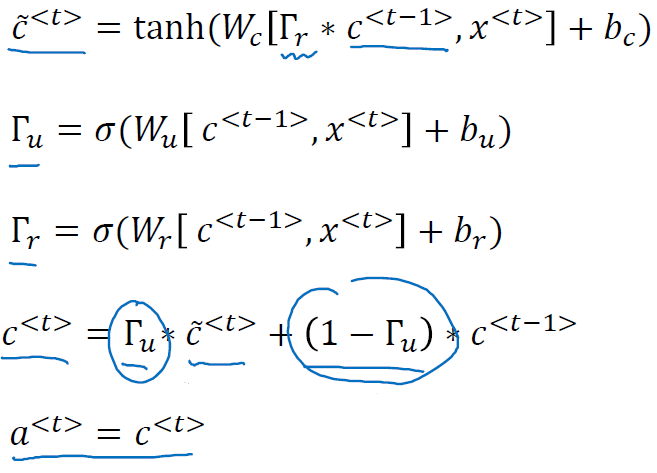 c̃^{<t>} = tanh(W_c[Γ_r * c^{<t-1>}, x^{<t>}] + b_c)
Γ_u = σ(W_u[ c^{<t-1>}, x^{<t>}] + b_u)
Γ_r = σ(W_r[ c^{<t-1>}, x^{<t>}] + b_r)
c^{<t>} = Γ_u * c̃^{<t>} + (1 − Γ_u) * c^{<t-1>}
a^{<t>} = c^{<t>}